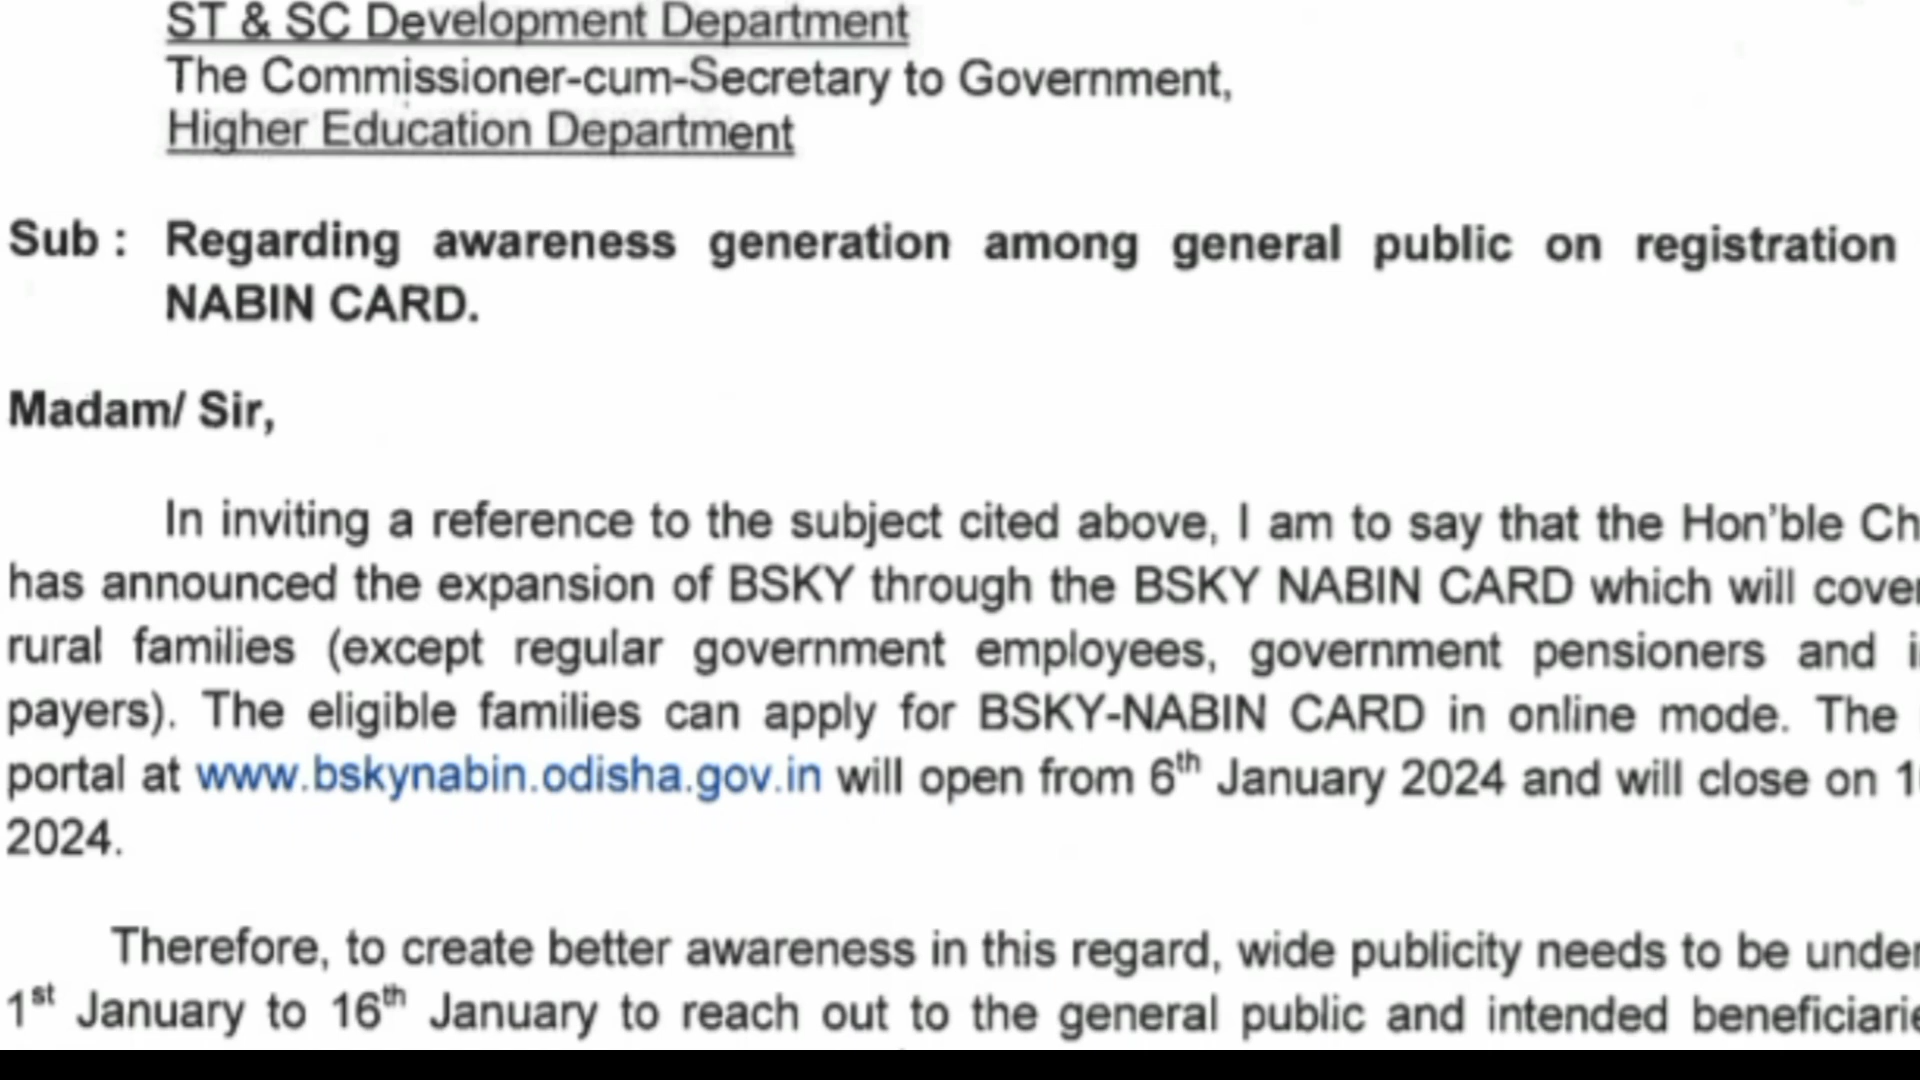 ST & SC Development Department
The Commissioner-cum-Secretary to Government,
Higher Education Department
Sub : Regarding awareness generation among general public on registration
NABIN CARD.
Madam/ Sir,
In inviting a reference to the subject cited above, I am to say that the Hon'ble Ch
has announced the expansion of BSKY through the BSKY NABIN CARD which will cover
rural families (except regular government employees, government pensioners and i
payers). The eligible families can apply for BSKY-NABIN CARD in online mode. The
portal at www.bskynabin.odisha.gov.in will open from 6th January 2024 and will close on 1
2024.
Therefore, to create better awareness in this regard, wide publicity needs to be under
1st January to 16th January to reach out to the general public and intended beneficiarie